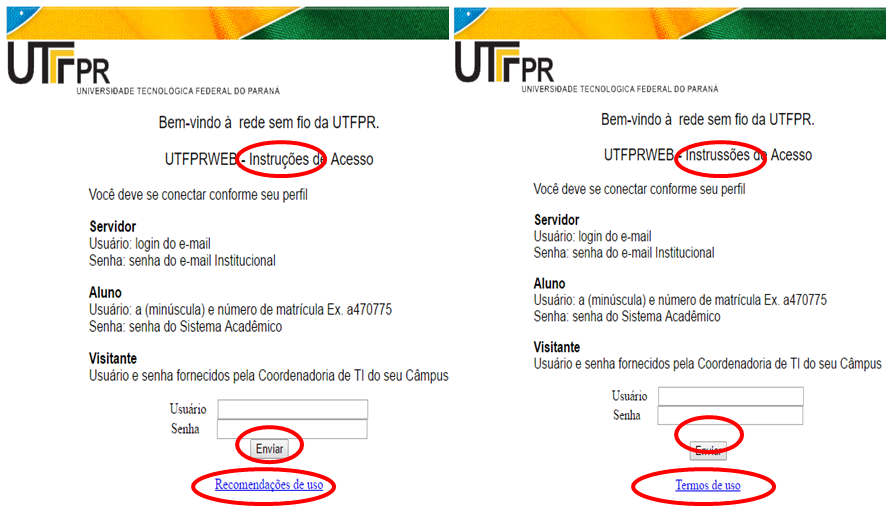 UTFPR
UNIVERSIDADE TECNOLÓGICA FEDERAL DO PARANÁ
Bem-vindo à rede sem fio da UTFPR.
UTFPRWEB - Instruções de Acesso
Você deve se conectar conforme seu perfil
Servidor
Usuário: login do e-mail
Senha: senha do e-mail Institucional
Aluno
Usuário: a (minúscula) e número de matrícula Ex. a470775
Senha: senha do Sistema Acadêmico
Visitante
Usuário e senha fornecidos pela Coordenadoria de TI do seu Câmpus
Usuário
Senha
Enviar
Recomendações de uso
UTFPR
UNIVERSIDADE TECNOLÓGICA FEDERAL DO PARANÁ
Bem-vindo à rede sem fio da UTFPR.
UTFPRWEB - Instrussões de Acesso
Você deve se conectar conforme seu perfil
Servidor
Usuário: login do e-mail
Senha: senha do e-mail Institucional
Aluno
Usuário: a (minúscula) e número de matrícula Ex. a470775
Senha: senha do Sistema Acadêmico
Visitante
Usuário e senha fornecidos pela Coordenadoria de TI do seu Câmpus
Usuário
Senha
Enviar
Termos de uso